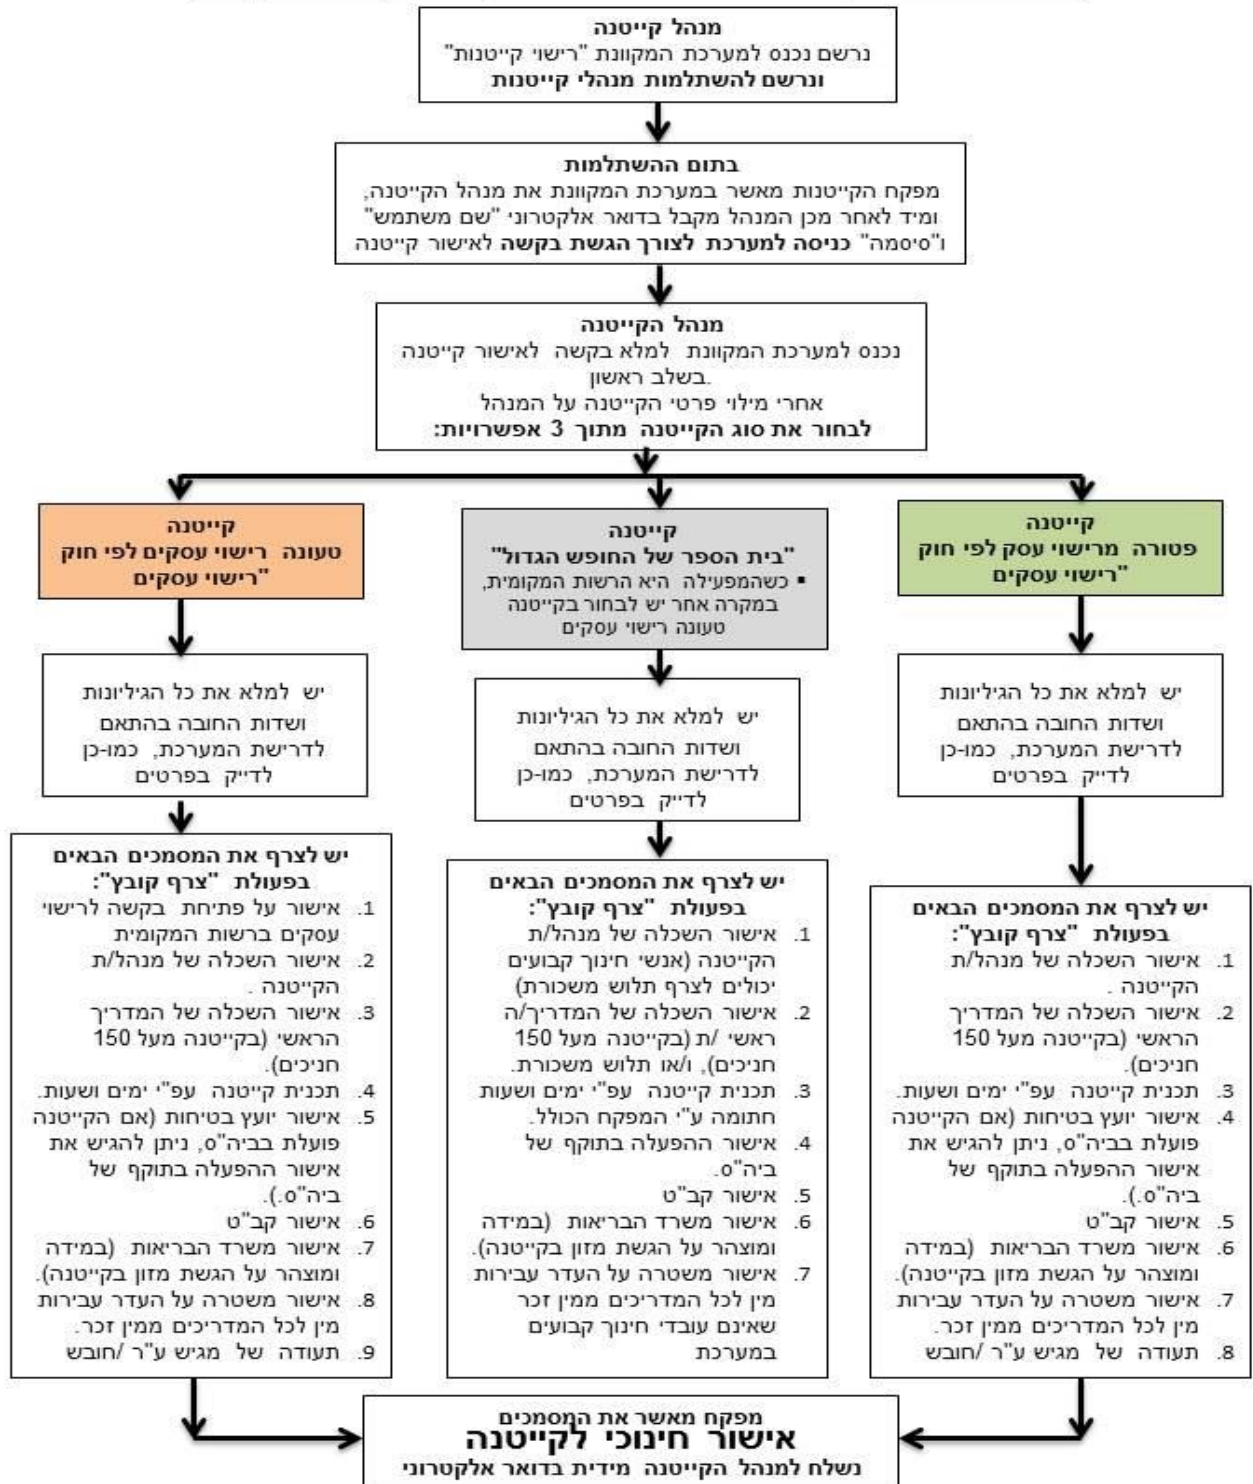 מנהל קייטנה
נרשם נכנס למערכת המקוונת "רישוי קייטנות"
ונרשם להשתלמות מנהלי קייטנות
בתום ההשתלמות
מפקח הקייטנות מאשר במערכת המקוונת את מנהל הקייטנה,
ומיד לאחר מכן המנהל מקבל בדואר אלקטרוני "שם משתמש"
ו"סיסמה" כניסה למערכת לצורך הגשת בקשה לאישור קייטנה
מנהל הקייטנה
נכנס למערכת המקוונת למלא בקשה לאישור קייטנה
.בשלב ראשון
אחרי מילוי פרטי הקייטנה על המנהל
לבחור את סוג הקייטנה מתוך 3 אפשרויות:
קייטנה
פטורה מרישוי עסק לפי חוק
"רישוי עסקים
יש למלא את כל הגיליונות
ושדות החובה בהתאם
לדרישת המערכת, כמו-כן
לדייק בפרטים
יש לצרף את המסמכים הבאים
בפעולת "צרף קובץ":
1. אישור השכלה של מנהל/ת
הקייטנה .
2. אישור השכלה של המדריך
הראשי (בקייטנה מעל 150
חניכים).
3. תכנית קייטנה עפ"י ימים ושעות.
4. אישור יועץ בטיחות (אם הקייטנה
פועלת בביה"ס, ניתן להגיש את
אישור ההפעלה בתוקף של
ביה"ס.).
5. אישור קב"ט
6. אישור משרד הבריאות (במידה
ומוצהר על הגשת מזון בקייטנה).
7. אישור משטרה על העדר עבירות
מין לכל המדריכים ממין זכר.
8. תעודה של מגיש ע"ר /חובש
קייטנה
"בית הספר של החופש הגדול"
▪ כשהמפעילה היא הרשות המקומית,
במקרה אחר יש לבחור בקייטנה
טעונה רישוי עסקים
יש למלא את כל הגיליונות
ושדות החובה בהתאם
לדרישת המערכת, כמו-כן
לדייק בפרטים
יש לצרף את המסמכים הבאים
בפעולת "צרף קובץ":
1. אישור השכלה של מנהל/ת
הקייטנה (אנשי חינוך קבועים
יכולים לצרף תלוש משכורת)
2. אישור השכלה של המדריך/ה
ראשי /ת (בקייטנה מעל 150
חניכים), ו/או תלוש משכורת.
3. תכנית קייטנה עפ"י ימים ושעות
חתומה ע"י המפקח הכולל.
4. אישור ההפעלה בתוקף של
ביה"ס.
5. אישור קב"ט
6. אישור משרד הבריאות (במידה
ומוצהר על הגשת מזון בקייטנה).
7. אישור משטרה על העדר עבירות
מין לכל המדריכים ממין זכר
שאינם עובדי חינוך קבועים
במערכת
קייטנה
טעונה רישוי עסקים לפי חוק
"רישוי עסקים
יש למלא את כל הגיליונות
ושדות החובה בהתאם
לדרישת המערכת, כמו-כן
לדייק בפרטים
יש לצרף את המסמכים הבאים
בפעולת "צרף קובץ":
1. אישור על פתיחת בקשה לרישוי
עסקים ברשות המקומית
2. אישור השכלה של מנהל/ת
הקייטנה .
3. אישור השכלה של המדריך
הראשי (בקייטנה מעל 150
חניכים).
4. תכנית קייטנה עפ"י ימים ושעות.
5. אישור יועץ בטיחות (אם הקייטנה
פועלת בביה"ס, ניתן להגיש את
אישור ההפעלה בתוקף של
ביה"ס.).
6. אישור קב"ט
7. אישור משרד הבריאות (במידה
ומוצהר על הגשת מזון בקייטנה).
8. אישור משטרה על העדר עבירות
מין לכל המדריכים ממין זכר.
9. תעודה של מגיש ע"ר /חובש
מפקח מאשר את המסמכים
אישור חינוכי לקייטנה
נשלח למנהל הקייטנה מידית בדואר אלקטרוני